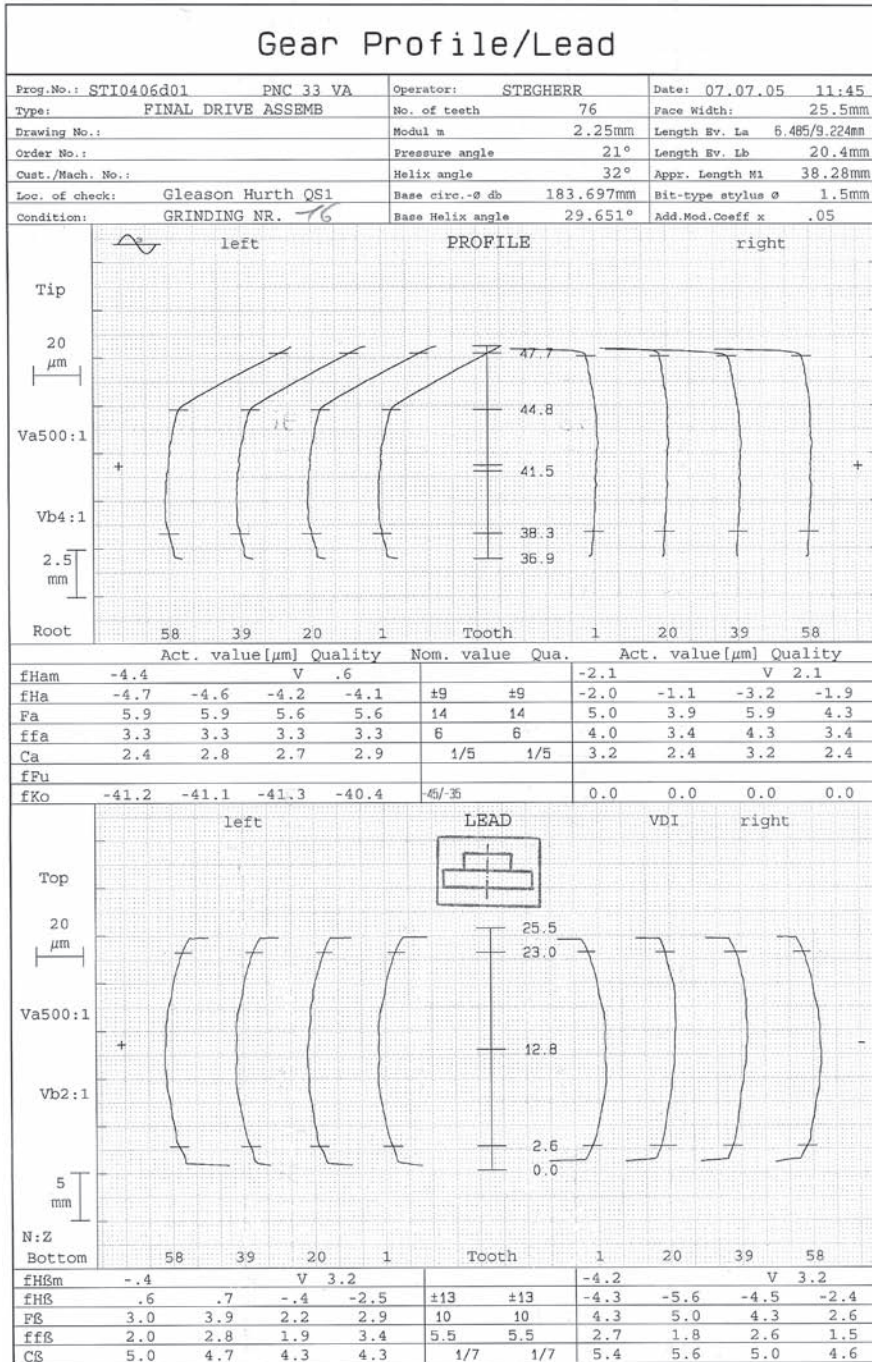 Gear Profile/Lead
Prog.No.: STI0406d01 PNC 33 VA Operator: STEGHERR Date: 07.07.05 11:45
Type: FINAL DRIVE ASSEMB No. of teeth 76 Face Width: 25.5mm
Drawing No.: Modul m 2.25mm Length Ev. La 6.485/9.224mm
Order No.: Pressure angle 21° Length Ev. Lb 20.4mm
Cust./Mach. No.: Helix angle 32° Appr. Length M1 38.28mm
Loc. of check: Gleason Hurth QS1 Base circ.-ø db 183.697mm Bit-type stylus ø 1.5mm
Condition: GRINDING NR. 16 Base Helix angle 29.651° Add.Mod.Coeff x .05
left PROFILE right
Tip
20
µm
47.7
44.8
Va500:1
+ 41.5 +
Vb4:1
38.3
2.5 36.9
mm
Root 58 39 20 1 Tooth 1 20 39 58
Act. value[µm] Quality Nom. value Qua. Act. value[µm] Quality
fHam -4.4 V .6 -2.1 V 2.1
fHa -4.7 -4.6 -4.2 -4.1 ±9 ±9 -2.0 -1.1 -3.2 -1.9
Fa 5.9 5.9 5.6 5.6 14 14 5.0 3.9 5.9 4.3
ffa 3.3 3.3 3.3 3.3 6 6 4.0 3.4 4.3 3.4
Ca 2.4 2.8 2.7 2.9 1/5 1/5 3.2 2.4 3.2 2.4
fFu
fKo -41.2 -41.1 -41.3 -40.4 -45/-35 0.0 0.0 0.0 0.0
left LEAD VDI right
Top
20
µm
25.5
23.0
Va500:1
+ 12.8 -
Vb2:1
2.6
0.0
5
mm
N:Z
Bottom 58 39 20 1 Tooth 1 20 39 58
fHßm -.4 V 3.2 -4.2 V 3.2
fHß .6 .7 -.4 -2.5 ±13 ±13 -4.3 -5.6 -4.5 -2.4
Fß 3.0 3.9 2.2 2.9 10 10 4.3 5.0 4.3 2.6
ffß 2.0 2.8 1.9 3.4 5.5 5.5 2.7 1.8 2.6 1.5
Cß 5.0 4.7 4.3 4.3 1/7 1/7 5.4 5.6 5.0 4.6